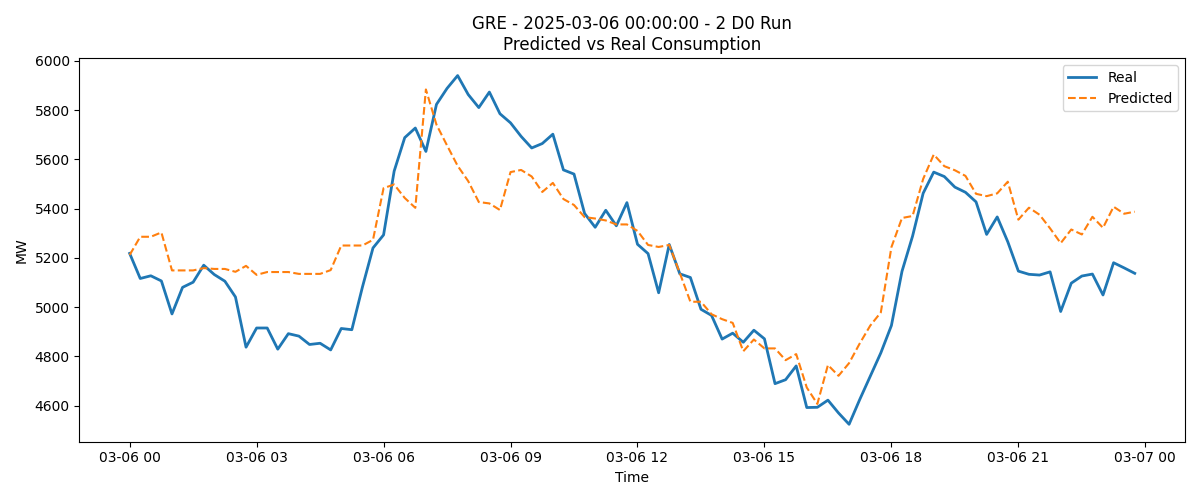 GRE - 2025-03-06 00:00:00 - 2 D0 Run
Predicted vs Real Consumption
6000
5800
5600
5400
5200
5000
4800
4600
MW
Real
Predicted
03-06 00
03-06 03
03-06 06
03-06 09
03-06 12
03-06 15
03-06 18
03-06 21
03-07 00
Time